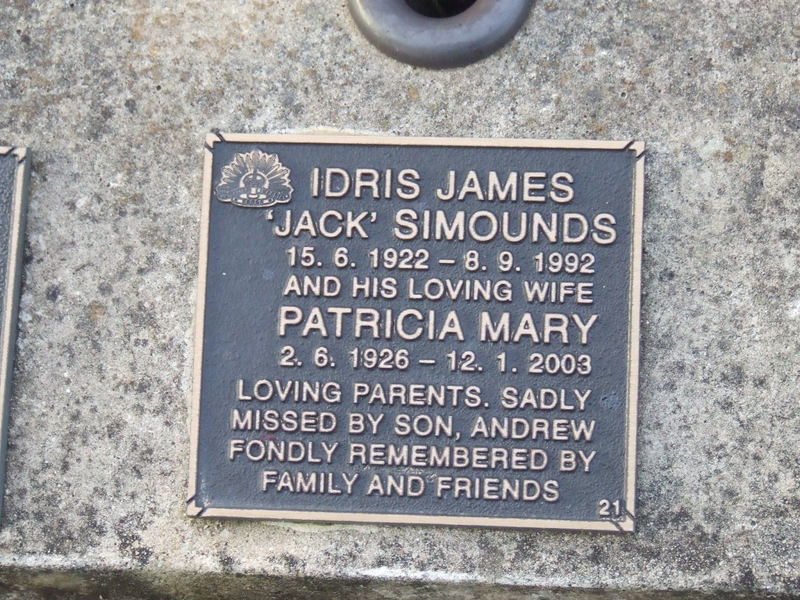 IDRIS JAMES
'JACK' SIMOUNDS
15. 6. 1922 – 8. 9. 1992
AND HIS LOVING WIFE
PATRICIA MARY
2. 6. 1926 – 12. 1. 2003
LOVING PARENTS. SADLY
MISSED BY SON, ANDREW
FONDLY REMEMBERED BY
FAMILY AND FRIENDS
21